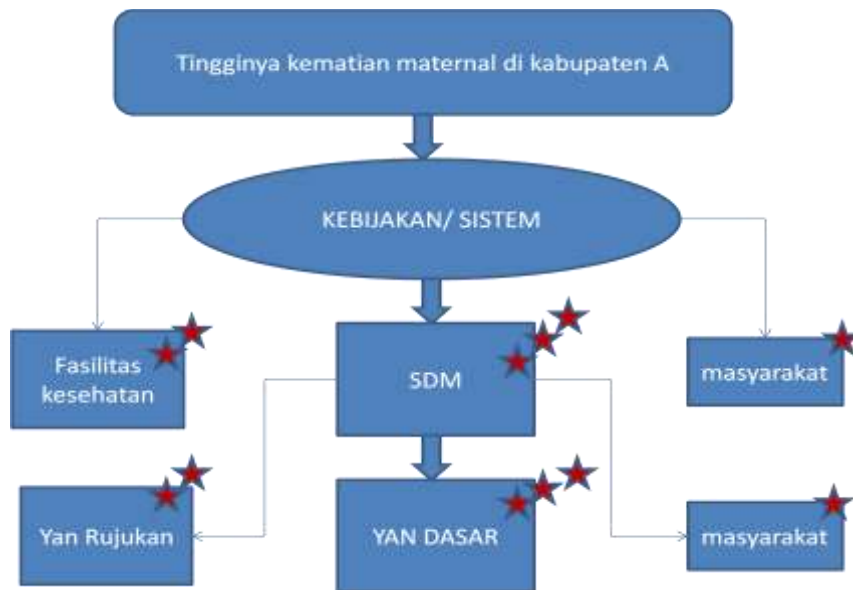 Tingginya kematian maternal di kabupaten A
KEBIJAKAN/ SISTEM
Fasilitas
kesehatan
SDM
masyarakat
Yan Rujukan
YAN DASAR
masyarakat